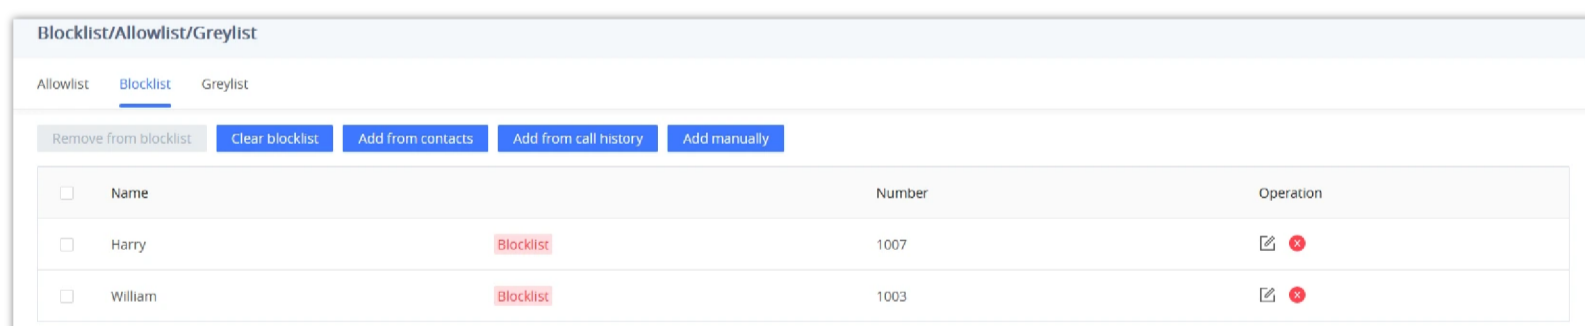 Blocklist/Allowlist/Greylist
Allowlist Blocklist Greylist
Remove from blocklist Clear blocklist Add from contacts Add from call history Add manually
Name Number Operation
Harry Blocklist 1007
William Blocklist 1003